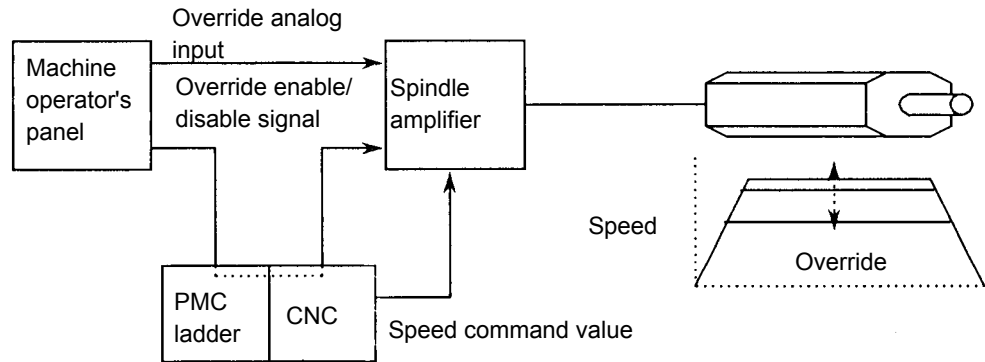 Override analog
input
Machine
operator's
panel
Override enable/
disable signal
Spindle
amplifier
Speed
Override
PMC
ladder
CNC
Speed command value